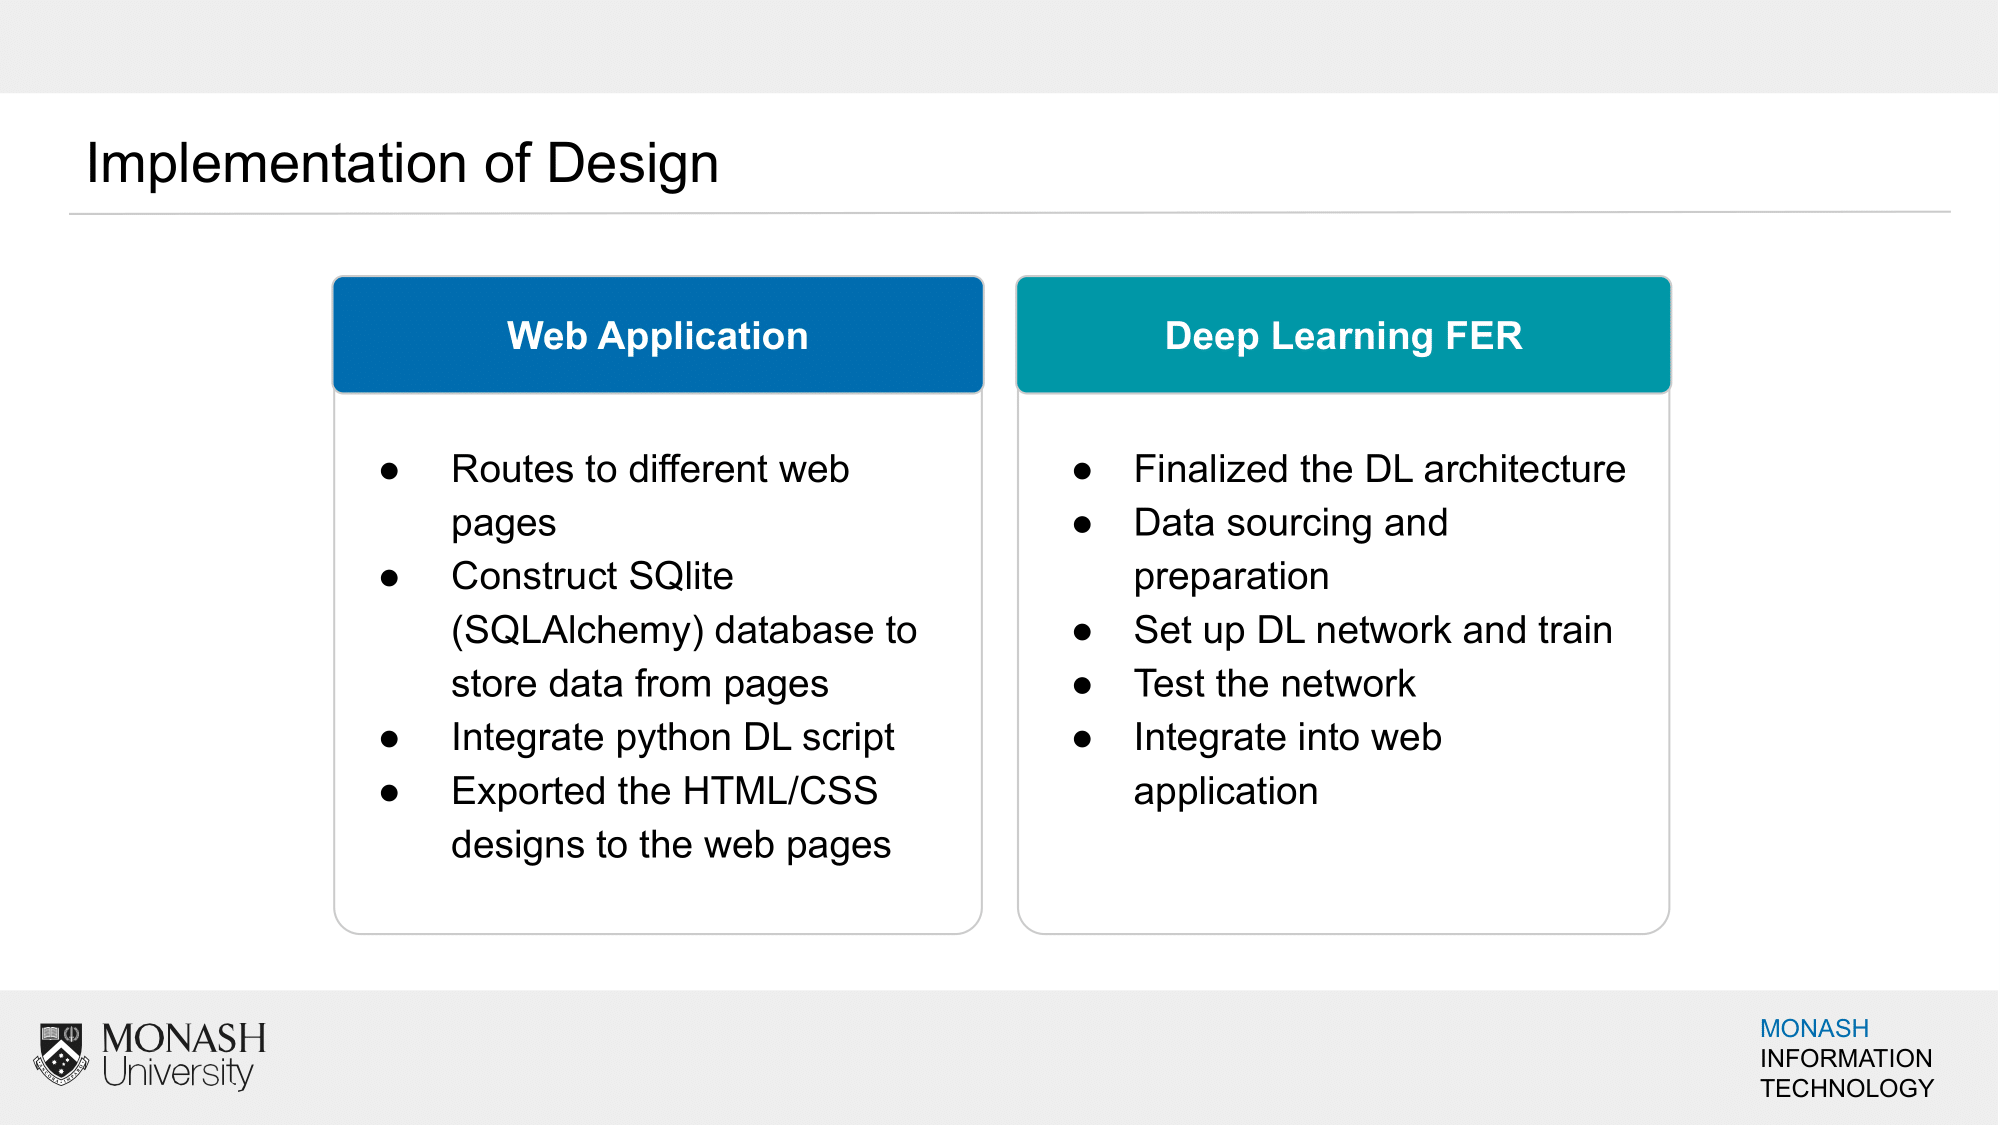 Implementation of Design
Web Application
● Routes to different web
pages
● Construct SQlite
(SQLAlchemy) database to
store data from pages
● Integrate python DL script
● Exported the HTML/CSS
designs to the web pages
Deep Learning FER
● Finalized the DL architecture
● Data sourcing and
preparation
● Set up DL network and train
● Test the network
● Integrate into web
application
MONASH
University
MONASH
INFORMATION
TECHNOLOGY